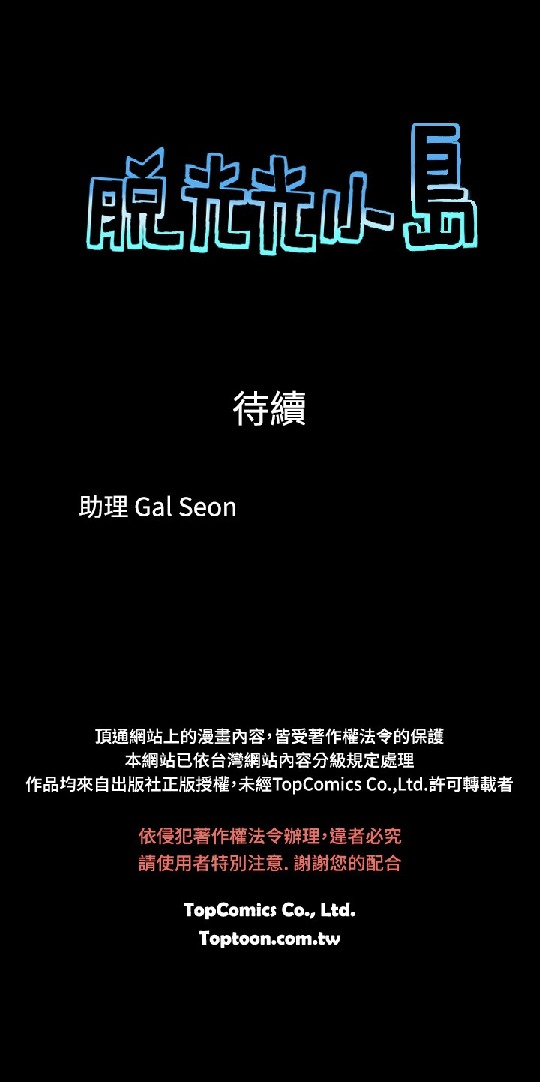 脫光光小島
待續
助理 Gal Seon
頂通網站上的漫畫內容，皆受著作權法令的保護
本網站已依台灣網站內容分級規定處理
作品均來自出版社正版授權，未經TopComics Co.,Ltd.許可轉載者
依侵犯著作權法令辦理，違者必究
請使用者特別注意. 謝謝您的配合
TopComics Co., Ltd.
Toptoon.com.tw